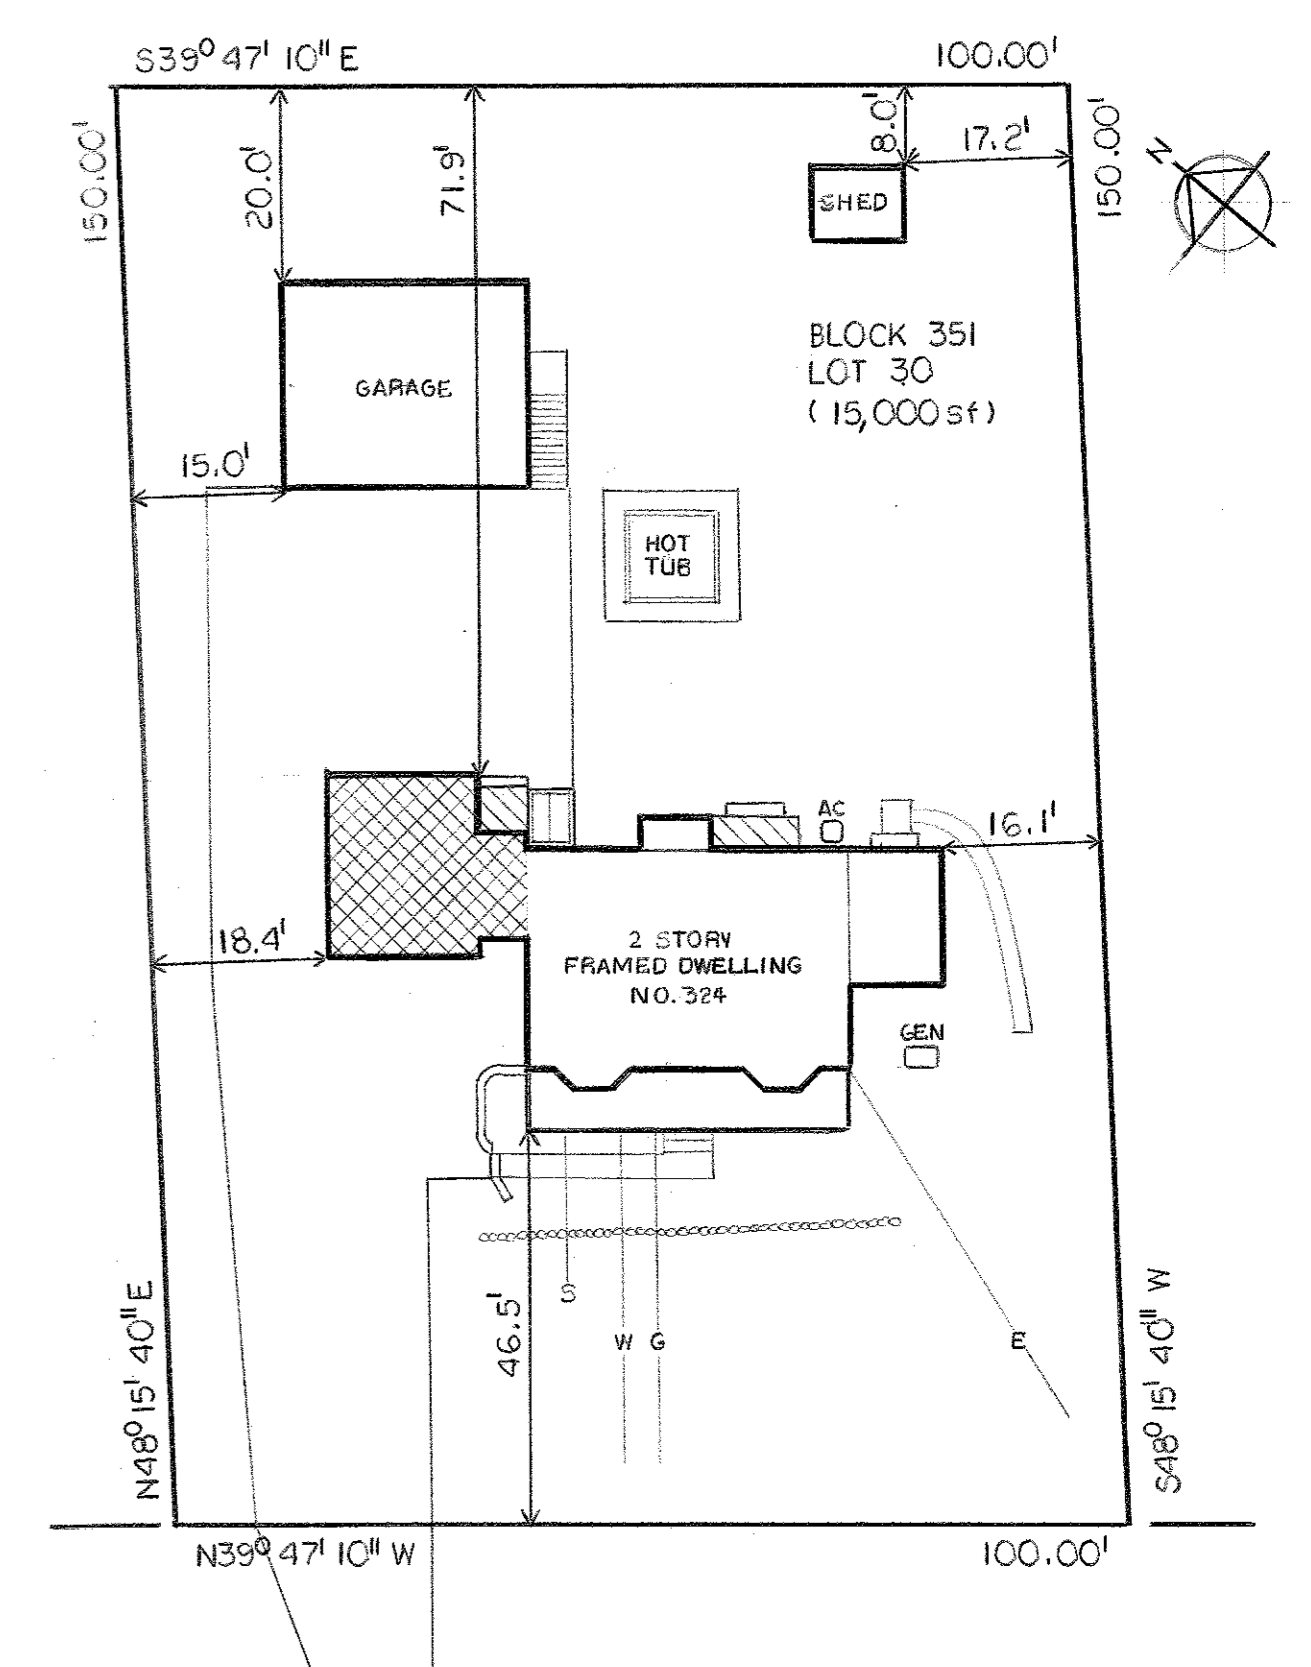 S39° 47' 10" E
100.00'
150.00'
20.0'
71.9'
8.0'
17.2'
150.00'
N
SHED
BLOCK 351
LOT 30
(15,000 sf)
GARAGE
15.0'
HOT
TUB
AC
16.1'
18.4'
2 STORY
FRAMED DWELLING
NO. 324
GEN
S
46.5'
W G
E
N48° 15' 40" E
S48° 15' 40" W
N39° 47' 10" W
100.00'